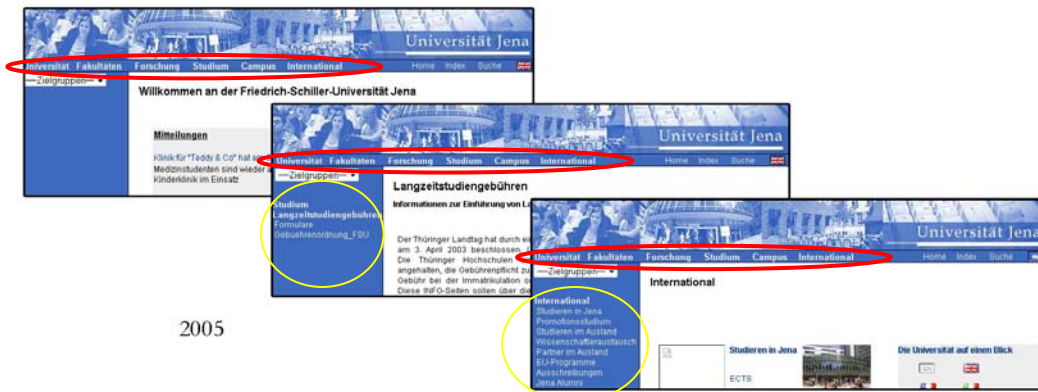 Universität Jena
Universität Fakultäten Forschung Studium Campus International Home Index Suche
---Zielgruppen---
Willkommen an der Friedrich-Schiller-Universität Jena
Mitteilungen
Klinik für "Teddy & Co" hat
Medizinstudenten sind wieder
Kinderklinik im Einsatz
Universität Jena
Universität Fakultäten Forschung Studium Campus International Home Index Suche
---Zielgruppen---
Langzeitstudiengebühren
Studium
Langzeitstudiengebühren
Formulare
Gebuehrenordnung_FSU
Informationen zur Einführung von
Der Thüringer Landtag hat durch
am 3. April 2003 beschlossen,
Die Thüringer Hochschulen
angehalten, die Gebührenpflicht
Gebühr bei der Immatrikulation
Diese INFO-Seiten sollen über die
Universität Jena
Universität Fakultäten Forschung Studium Campus International Home Index Suche
---Zielgruppen---
International
International
Studieren in Jena
Promotionsstudium
Studieren im Ausland
Wissenschaftleraustausch
Partner im Ausland
EU-Programme
Ausschreibungen
Jena Alumni
Studieren in Jena
ECTS
Die Universität auf einen Blick
2005